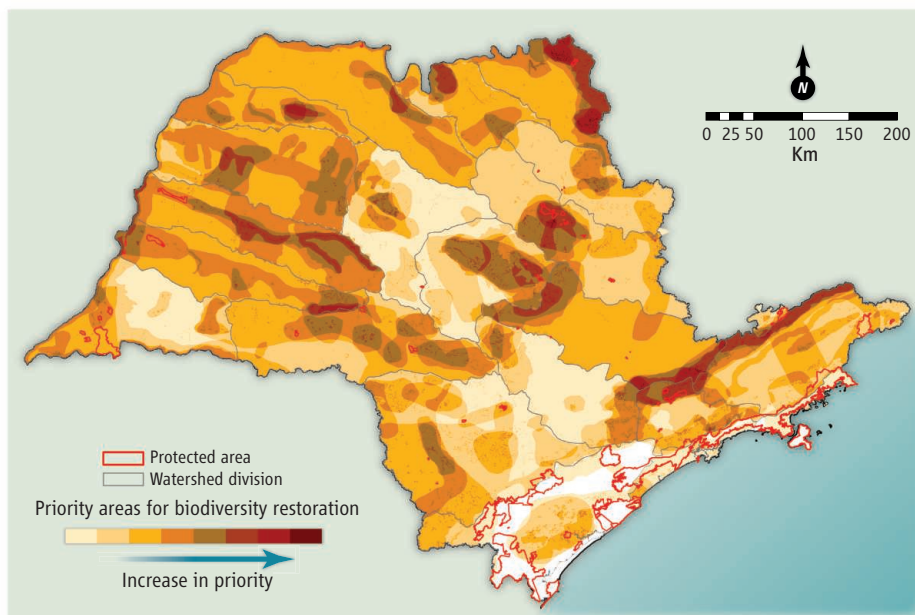 N
0 25 50 100 150 200
Km
Protected area
Watershed division
Priority areas for biodiversity restoration
Increase in priority